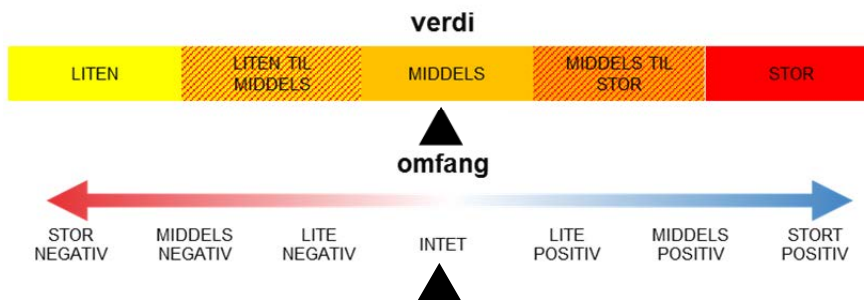 verdi
LITEN
LITEN TIL
MIDDELS
MIDDELS
MIDDELS TIL
STOR
STOR
omfang
STOR
NEGATIV
MIDDELS
NEGATIV
LITE
NEGATIV
INTET
LITE
POSITIV
MIDDELS
POSITIV
STORT
POSITIV